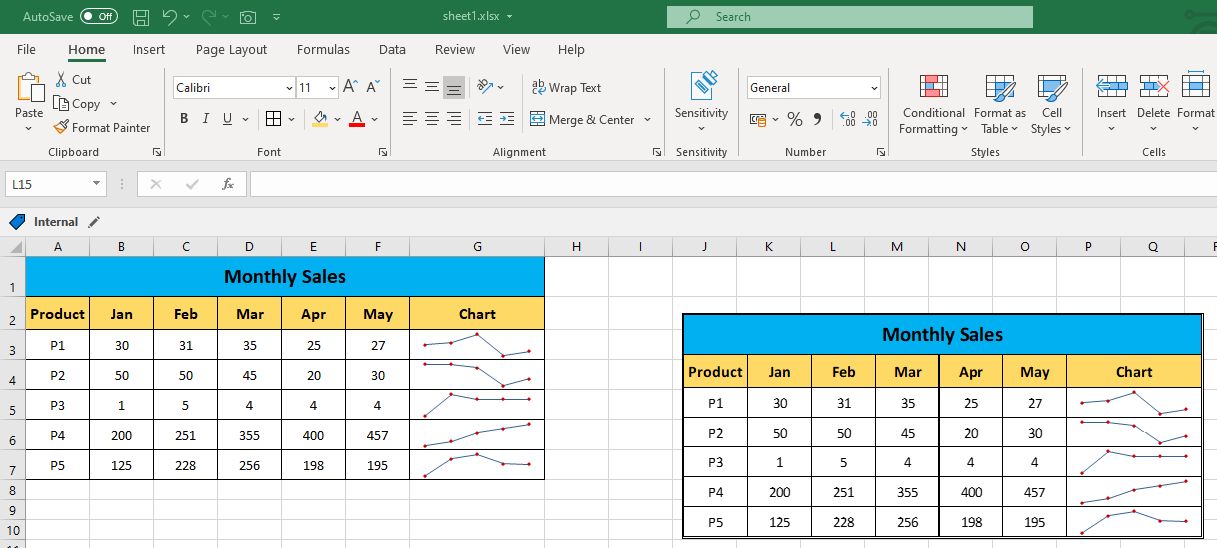 AutoSave Off sheet1.xlsx Search
File Home Insert Page Layout Formulas Data Review View Help
Paste Cut Copy Format Painter
Clipboard
Calibri 11
B I U A
Font
Wrap Text
Merge & Center
Alignment
Sensitivity
Sensitivity
General
%
Number
Conditional Formatting Format as Table Cell Styles
Styles
Insert Delete Format
Cells
L15 fx
Internal
A B C D E F G H I J K L M N O P Q
1
2
3
4
5
6
7
8
9
10
Monthly Sales
Product Jan Feb Mar Apr May Chart
P1 30 31 35 25 27
P2 50 50 45 20 30
P3 1 5 4 4 4
P4 200 251 355 400 457
P5 125 228 256 198 195
Monthly Sales
Product Jan Feb Mar Apr May Chart
P1 30 31 35 25 27
P2 50 50 45 20 30
P3 1 5 4 4 4
P4 200 251 355 400 457
P5 125 228 256 198 195